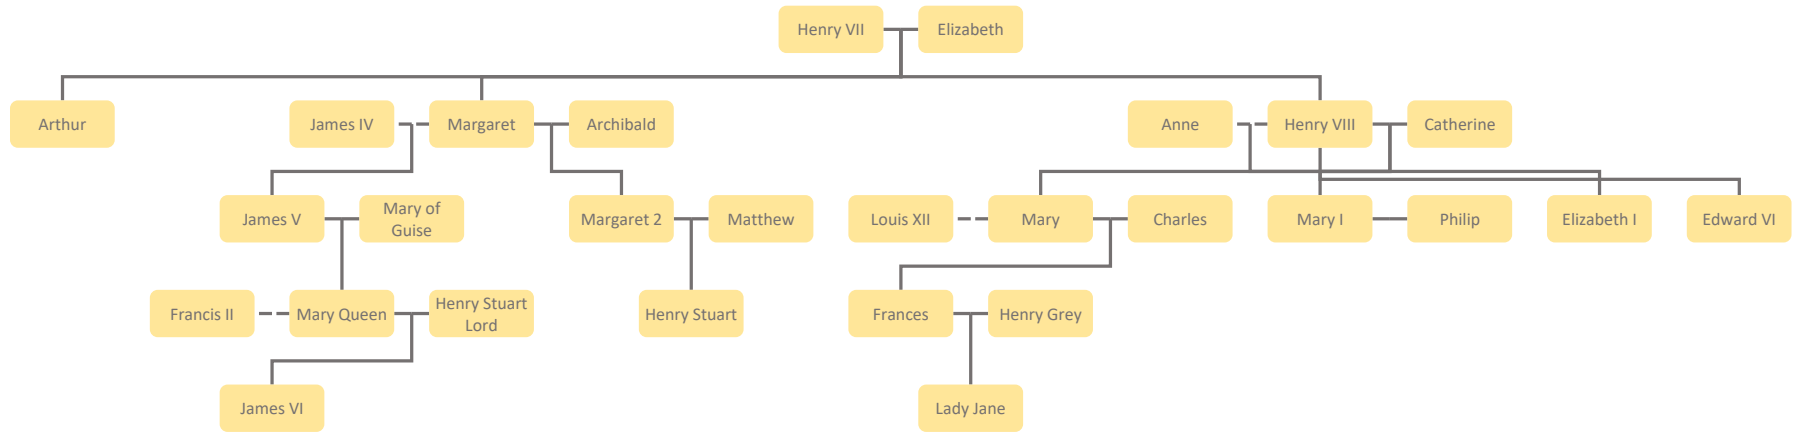 Henry VII
Elizabeth
Arthur
James IV
Margaret
Archibald
Anne
Henry VIII
Catherine
James V
Mary of
Guise
Margaret 2
Matthew
Louis XII
Mary
Charles
Mary I
Philip
Elizabeth I
Edward VI
Francis II
Mary Queen
Henry Stuart
Lord
Henry Stuart
Frances
Henry Grey
James VI
Lady Jane